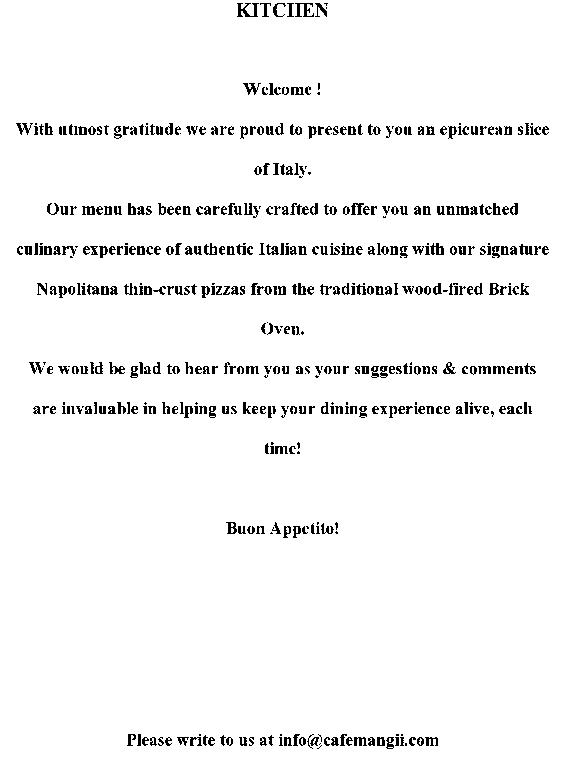 KITCHEN
Welcome !
With utmost gratitude we are proud to present to you an epicurean slice
of Italy.
Our menu has been carefully crafted to offer you an unmatched
culinary experience of authentic Italian cuisine along with our signature
Napolitana thin-crust pizzas from the traditional wood-fired Brick
Oven.
We would be glad to hear from you as your suggestions & comments
are invaluable in helping us keep your dining experience alive, each
time!
Buon Appetito!
Please write to us at info@cafemangii.com